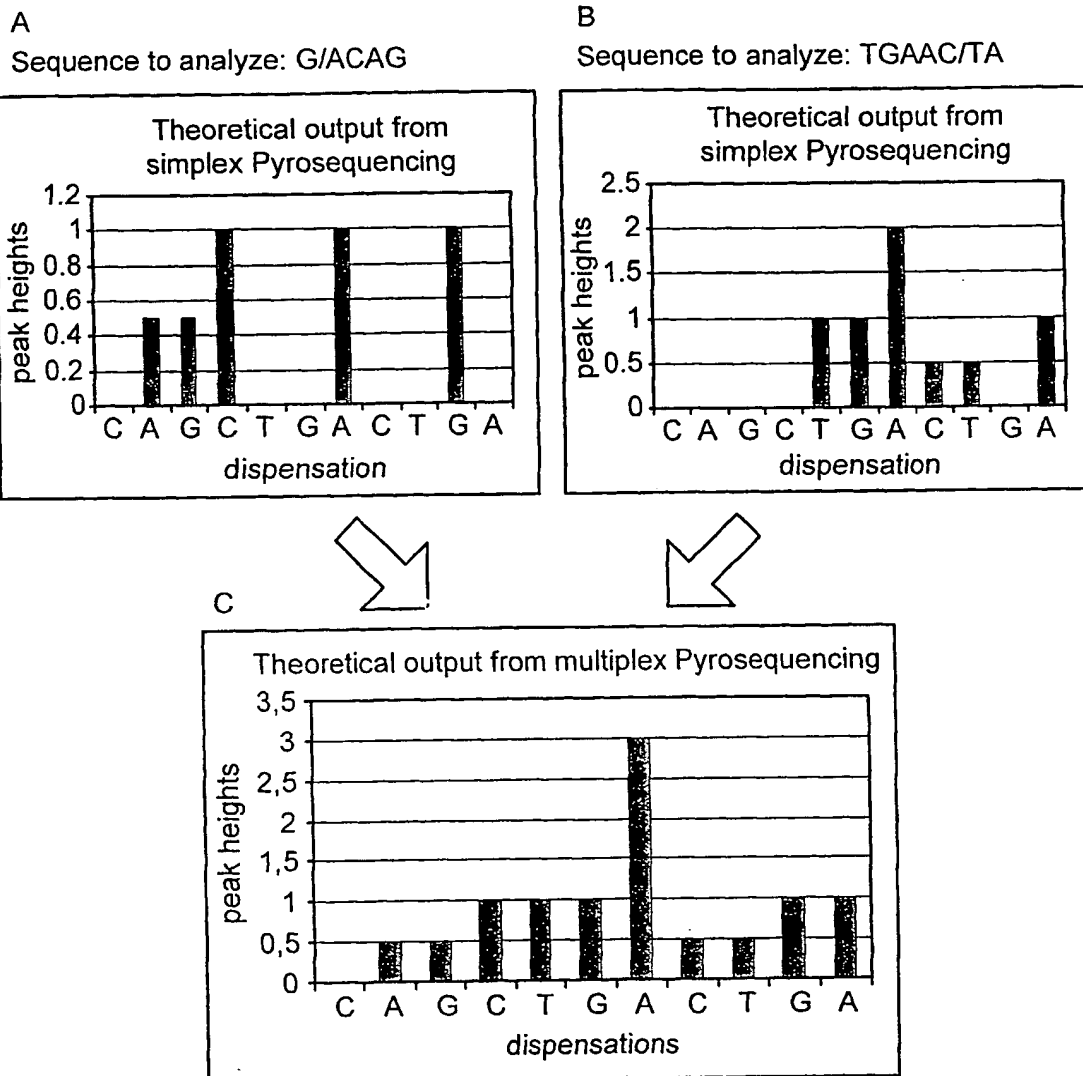 A
Sequence to analyze: G/ACAG
Theoretical output from
simplex Pyrosequencing
peak heights
1.2
1
0.8
0.6
0.4
0.2
0
C A G C T G A C T G A
dispensation
B
Sequence to analyze: TGAAC/TA
Theoretical output from
simplex Pyrosequencing
peak heights
2.5
2
1.5
1
0.5
0
C A G C T G A C T G A
dispensation
C
Theoretical output from multiplex Pyrosequencing
peak heights
3,5
3
2,5
2
1,5
1
0,5
0
C A G C T G A C T G A
dispensations